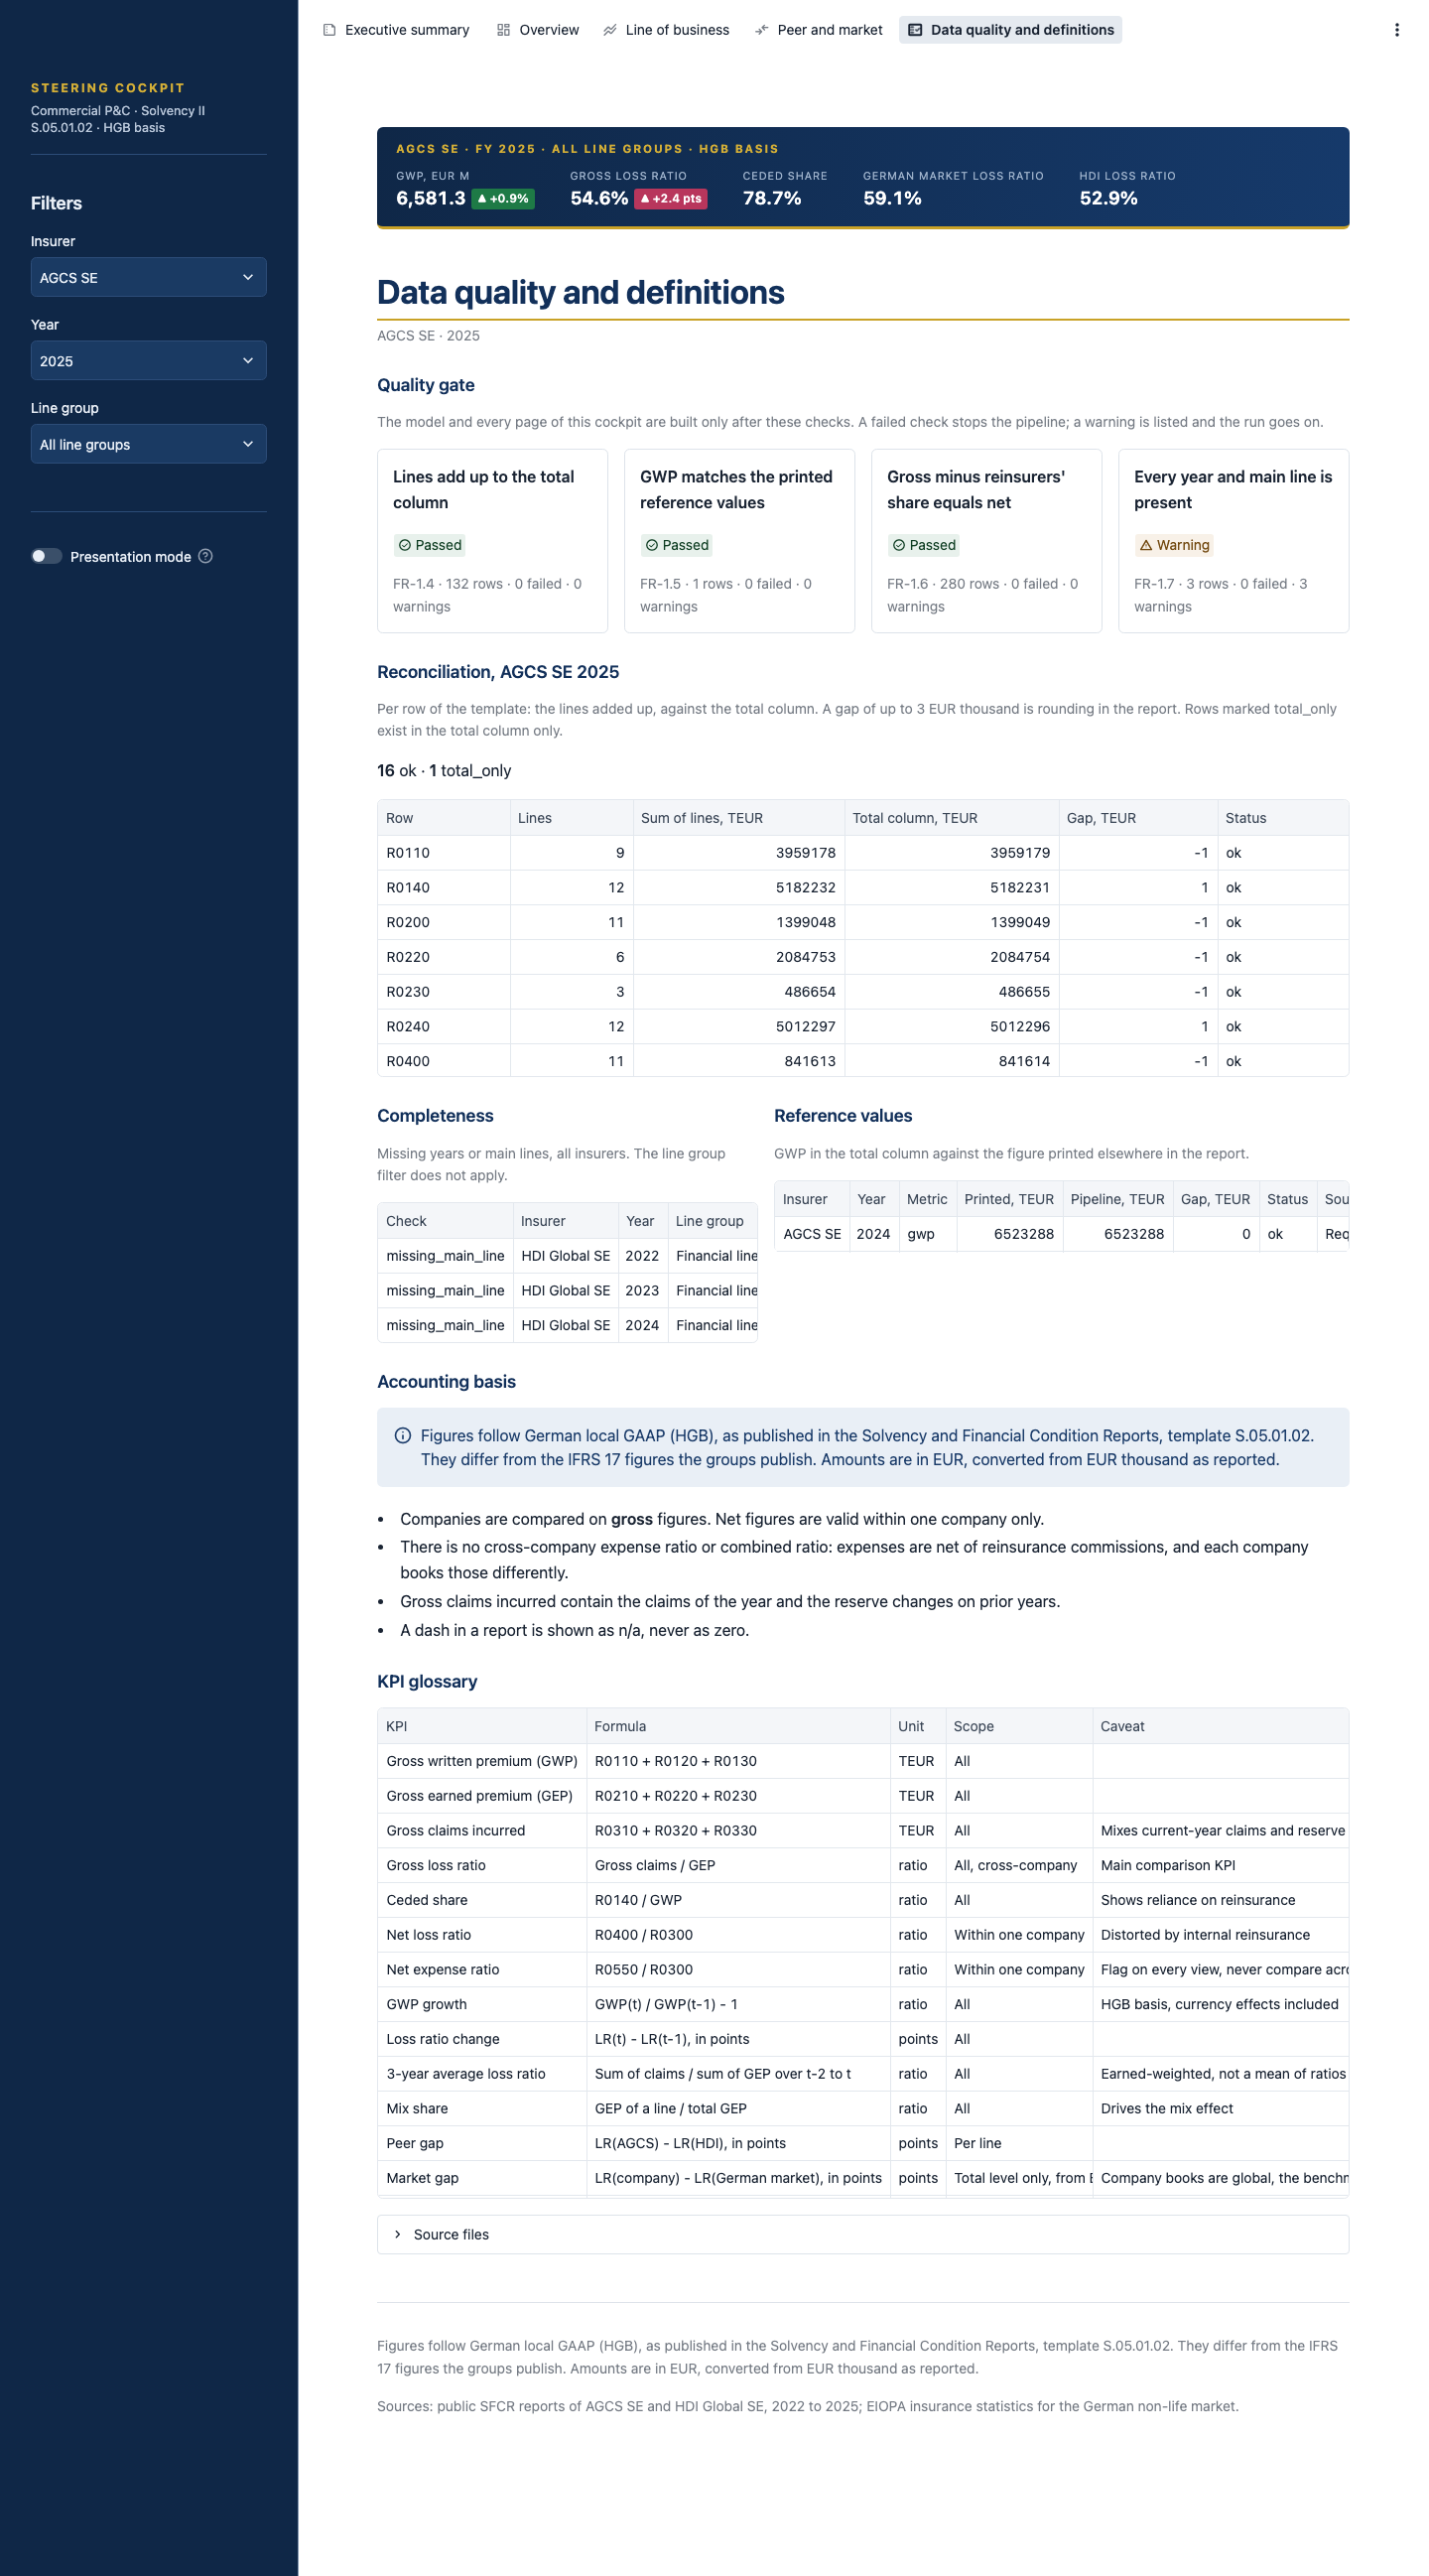 Executive summary
Overview
Line of business
Peer and market
Data quality and definitions
STEERING COCKPIT
Commercial P&C · Solvency II
S.05.01.02 · HGB basis
Filters
Insurer
AGCS SE
Year
2025
Line group
All line groups
Presentation mode
AGCS SE · FY 2025 · ALL LINE GROUPS · HGB BASIS
GWP, EUR M
6,581.3 ▲ +0.9%
GROSS LOSS RATIO
54.6% ▲ +2.4 pts
CEDED SHARE
78.7%
GERMAN MARKET LOSS RATIO
59.1%
HDI LOSS RATIO
52.9%
Data quality and definitions
AGCS SE · 2025
Quality gate
The model and every page of this cockpit are built only after these checks. A failed check stops the pipeline; a warning is listed and the run goes on.
Lines add up to the total
column
Passed
FR-1.4 · 132 rows · 0 failed · 0
warnings
GWP matches the printed
reference values
Passed
FR-1.5 · 1 rows · 0 failed · 0
warnings
Gross minus reinsurers'
share equals net
Passed
FR-1.6 · 280 rows · 0 failed · 0
warnings
Every year and main line is
present
Warning
FR-1.7 · 3 rows · 0 failed · 3
warnings
Reconciliation, AGCS SE 2025
Per row of the template: the lines added up, against the total column. A gap of up to 3 EUR thousand is rounding in the report. Rows marked total_only
exist in the total column only.
16 ok · 1 total_only
Row Lines Sum of lines, TEUR Total column, TEUR Gap, TEUR Status
R0110 9 3959178 3959179 -1 ok
R0140 12 5182232 5182231 1 ok
R0200 11 1399048 1399049 -1 ok
R0220 6 2084753 2084754 -1 ok
R0230 3 486654 486655 -1 ok
R0240 12 5012297 5012296 1 ok
R0400 11 841613 841614 -1 ok
Completeness
Missing years or main lines, all insurers. The line group
filter does not apply.
Check Insurer Year Line group
missing_main_line HDI Global SE 2022 Financial line
missing_main_line HDI Global SE 2023 Financial line
missing_main_line HDI Global SE 2024 Financial line
Reference values
GWP in the total column against the figure printed elsewhere in the report.
Insurer Year Metric Printed, TEUR Pipeline, TEUR Gap, TEUR Status Sou
AGCS SE 2024 gwp 6523288 6523288 0 ok Req
Accounting basis
Figures follow German local GAAP (HGB), as published in the Solvency and Financial Condition Reports, template S.05.01.02.
They differ from the IFRS 17 figures the groups publish. Amounts are in EUR, converted from EUR thousand as reported.
• Companies are compared on gross figures. Net figures are valid within one company only.
• There is no cross-company expense ratio or combined ratio: expenses are net of reinsurance commissions, and each company
books those differently.
• Gross claims incurred contain the claims of the year and the reserve changes on prior years.
• A dash in a report is shown as n/a, never as zero.
KPI glossary
KPI Formula Unit Scope Caveat
Gross written premium (GWP) R0110 + R0120 + R0130 TEUR All
Gross earned premium (GEP) R0210 + R0220 + R0230 TEUR All
Gross claims incurred R0310 + R0320 + R0330 TEUR All Mixes current-year claims and reserve
Gross loss ratio Gross claims / GEP ratio All, cross-company Main comparison KPI
Ceded share R0140 / GWP ratio All Shows reliance on reinsurance
Net loss ratio R0400 / R0300 ratio Within one company Distorted by internal reinsurance
Net expense ratio R0550 / R0300 ratio Within one company Flag on every view, never compare acro
GWP growth GWP(t) / GWP(t-1) - 1 ratio All HGB basis, currency effects included
Loss ratio change LR(t) - LR(t-1), in points points All
3-year average loss ratio Sum of claims / sum of GEP over t-2 to t ratio All Earned-weighted, not a mean of ratios
Mix share GEP of a line / total GEP ratio All Drives the mix effect
Peer gap LR(AGCS) - LR(HDI), in points points Per line
Market gap LR(company) - LR(German market), in points points Total level only, from E Company books are global, the benchm
Source files
Figures follow German local GAAP (HGB), as published in the Solvency and Financial Condition Reports, template S.05.01.02. They differ from the IFRS
17 figures the groups publish. Amounts are in EUR, converted from EUR thousand as reported.
Sources: public SFCR reports of AGCS SE and HDI Global SE, 2022 to 2025; EIOPA insurance statistics for the German non-life market.